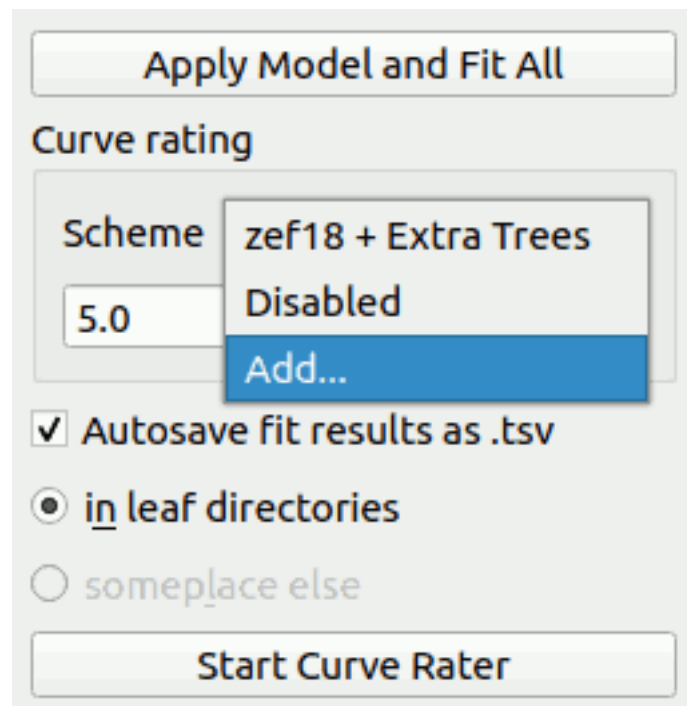 Apply Model and Fit All
Curve rating
Scheme
zef18 + Extra Trees
Disabled
5.0
Add...
Autosave fit results as .tsv
in leaf directories
someplace else
Start Curve Rater